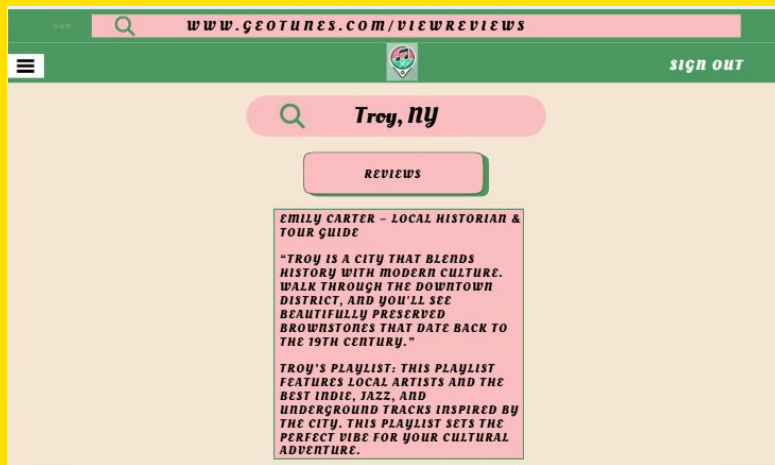 WWW.GEOTUNES.COM/VIEWREVIEWS
SIGN OUT
Troy, NY
REVIEWS
EMILY CARTER – LOCAL HISTORIAN &
TOUR GUIDE
“TROY IS A CITY THAT BLENDS
HISTORY WITH MODERN CULTURE.
WALK THROUGH THE DOWNTOWN
DISTRICT, AND YOU'LL SEE
BEAUTIFULLY PRESERVED
BROWNSTONES THAT DATE BACK TO
THE 19TH CENTURY.”
TROY'S PLAYLIST: THIS PLAYLIST
FEATURES LOCAL ARTISTS AND THE
BEST INDIE, JAZZ, AND
UNDERGROUND TRACKS INSPIRED BY
THE CITY. THIS PLAYLIST SETS THE
PERFECT VIBE FOR YOUR CULTURAL
ADVENTURE.